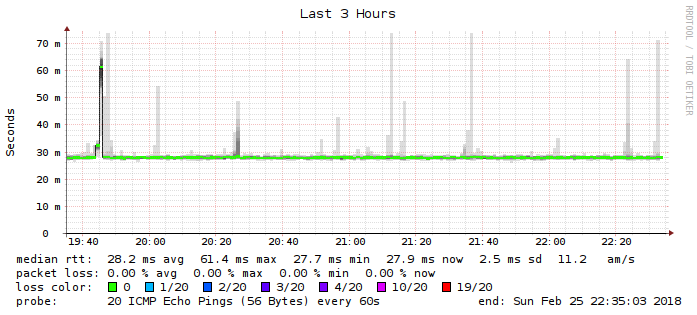 Last 3 Hours
RRDTOOL / TOBI OETIKER
Seconds
70 m
60 m
50 m
40 m
30 m
20 m
10 m
0
19:40 20:00 20:20 20:40 21:00 21:20 21:40 22:00 22:20
median rtt: 28.2 ms avg 61.4 ms max 27.7 ms min 27.9 ms now 2.5 ms sd 11.2 am/s
packet loss: 0.00 % avg 0.00 % max 0.00 % min 0.00 % now
loss color: 0 1/20 2/20 3/20 4/20 10/20 19/20
probe: 20 ICMP Echo Pings (56 Bytes) every 60s end: Sun Feb 25 22:35:03 2018